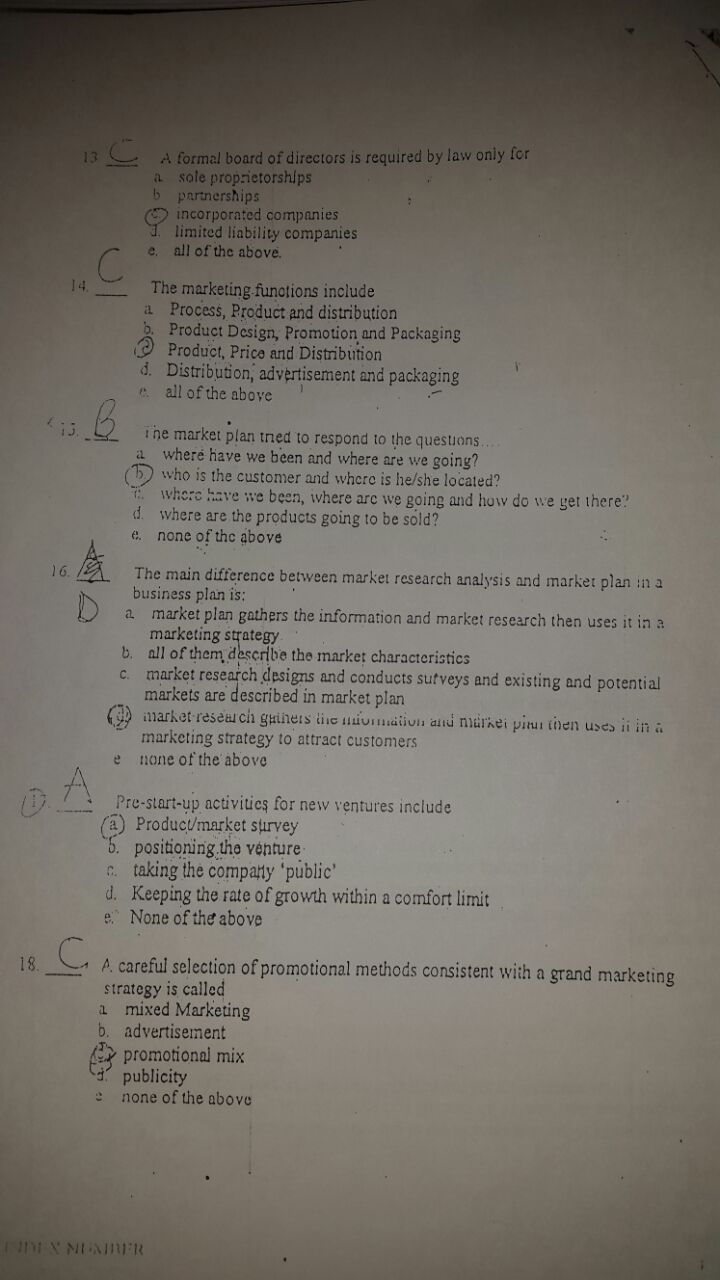 13 C A formal board of directors is required by law only for
a sole proprietorships
b partnerships
c incorporated companies
d. limited liability companies
e. all of the above.
14. C The marketing functions include
a Process, Product and distribution
b. Product Design, Promotion and Packaging
c Product, Price and Distribution
d. Distribution, advertisement and packaging
e. all of the above
15. B The market plan tried to respond to the questions....
a where have we been and where are we going?
b. who is the customer and where is he/she located?
c. where have we been, where are we going and how do we get there?
d. where are the products going to be sold?
e. none of the above
16. The main difference between market research analysis and market plan in a
business plan is:
D a market plan gathers the information and market research then uses it in a
marketing strategy
b. all of them describe the market characteristics
c. market research designs and conducts surveys and existing and potential
markets are described in market plan
d market research gathers the information and market plan then uses it in a
marketing strategy to attract customers
e none of the above
17. A Pre-start-up activities for new ventures include
a) Product/market survey
b. positioning the venture
c. taking the company 'public'
d. Keeping the rate of growth within a comfort limit
e. None of the above
18. C A careful selection of promotional methods consistent with a grand marketing
strategy is called
a mixed Marketing
b. advertisement
c promotional mix
d. publicity
e none of the above
INDEX NUMBER